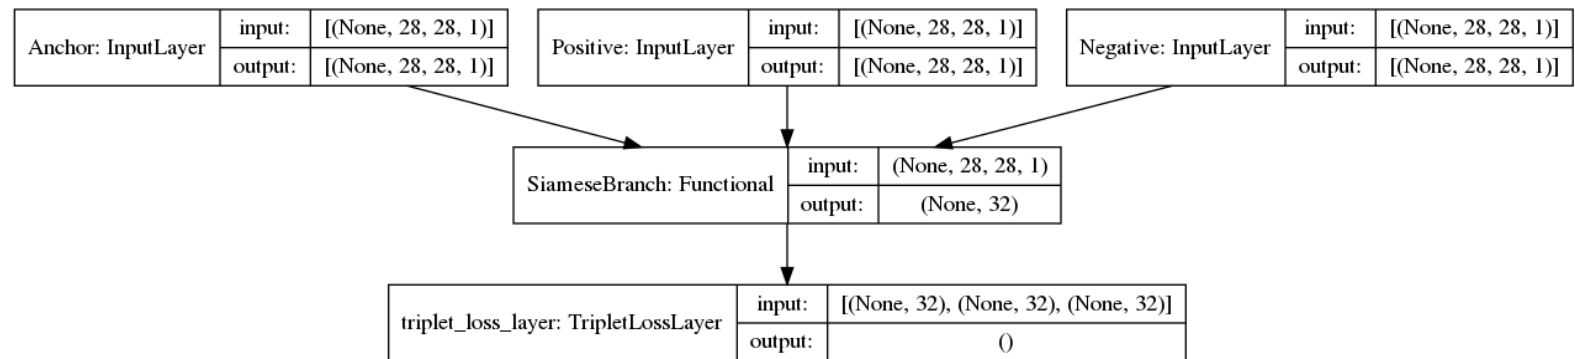 Anchor: InputLayer
input: [(None, 28, 28, 1)]
output: [(None, 28, 28, 1)]
Positive: InputLayer
input: [(None, 28, 28, 1)]
output: [(None, 28, 28, 1)]
Negative: InputLayer
input: [(None, 28, 28, 1)]
output: [(None, 28, 28, 1)]
SiameseBranch: Functional
input: (None, 28, 28, 1)
output: (None, 32)
triplet_loss_layer: TripletLossLayer
input: [(None, 32), (None, 32), (None, 32)]
output: ()